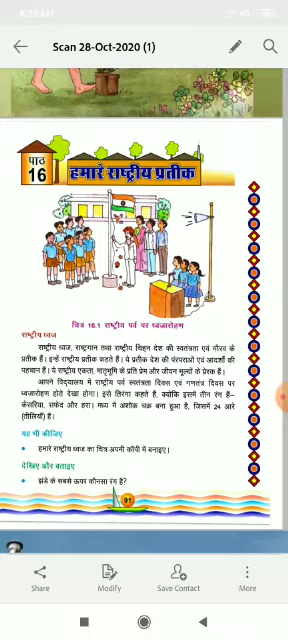 Scan 28-Oct-2020 (1)
पाठ
16
हमारे राष्ट्रीय प्रतीक
चित्र 16.1 राष्ट्रीय पर्व पर ध्वजारोहण
राष्ट्रीय ध्वज
राष्ट्रीय ध्वज, राष्ट्रगान तथा राष्ट्रीय चिह्न देश की स्वतंत्रता एवं गौरव के
प्रतीक हैं। इन्हें राष्ट्रीय प्रतीक कहते हैं। ये प्रतीक देश की परंपराओं एवं आदर्शों की
पहचान हैं। ये राष्ट्रीय एकता, मातृभूमि के प्रति प्रेम और जीवन मूल्यों के प्रेरक हैं।
आपने विद्यालय में राष्ट्रीय पर्व स्वतंत्रता दिवस एवं गणतंत्र दिवस पर
ध्वजारोहण होते देखा होगा। इसे तिरंगा कहते हैं, क्योंकि इसमें तीन रंग हैं–
केसरिया, सफेद और हरा। मध्य में अशोक चक्र बना हुआ है, जिसमें 24 आरे
(तीलियाँ) हैं।
यह भी कीजिए
• हमारे राष्ट्रीय ध्वज का चित्र अपनी कॉपी में बनाइए।
देखिए और बताइए
• झंडे के सबसे ऊपर कौनसा रंग है?
91
Share Modify Save Contact More